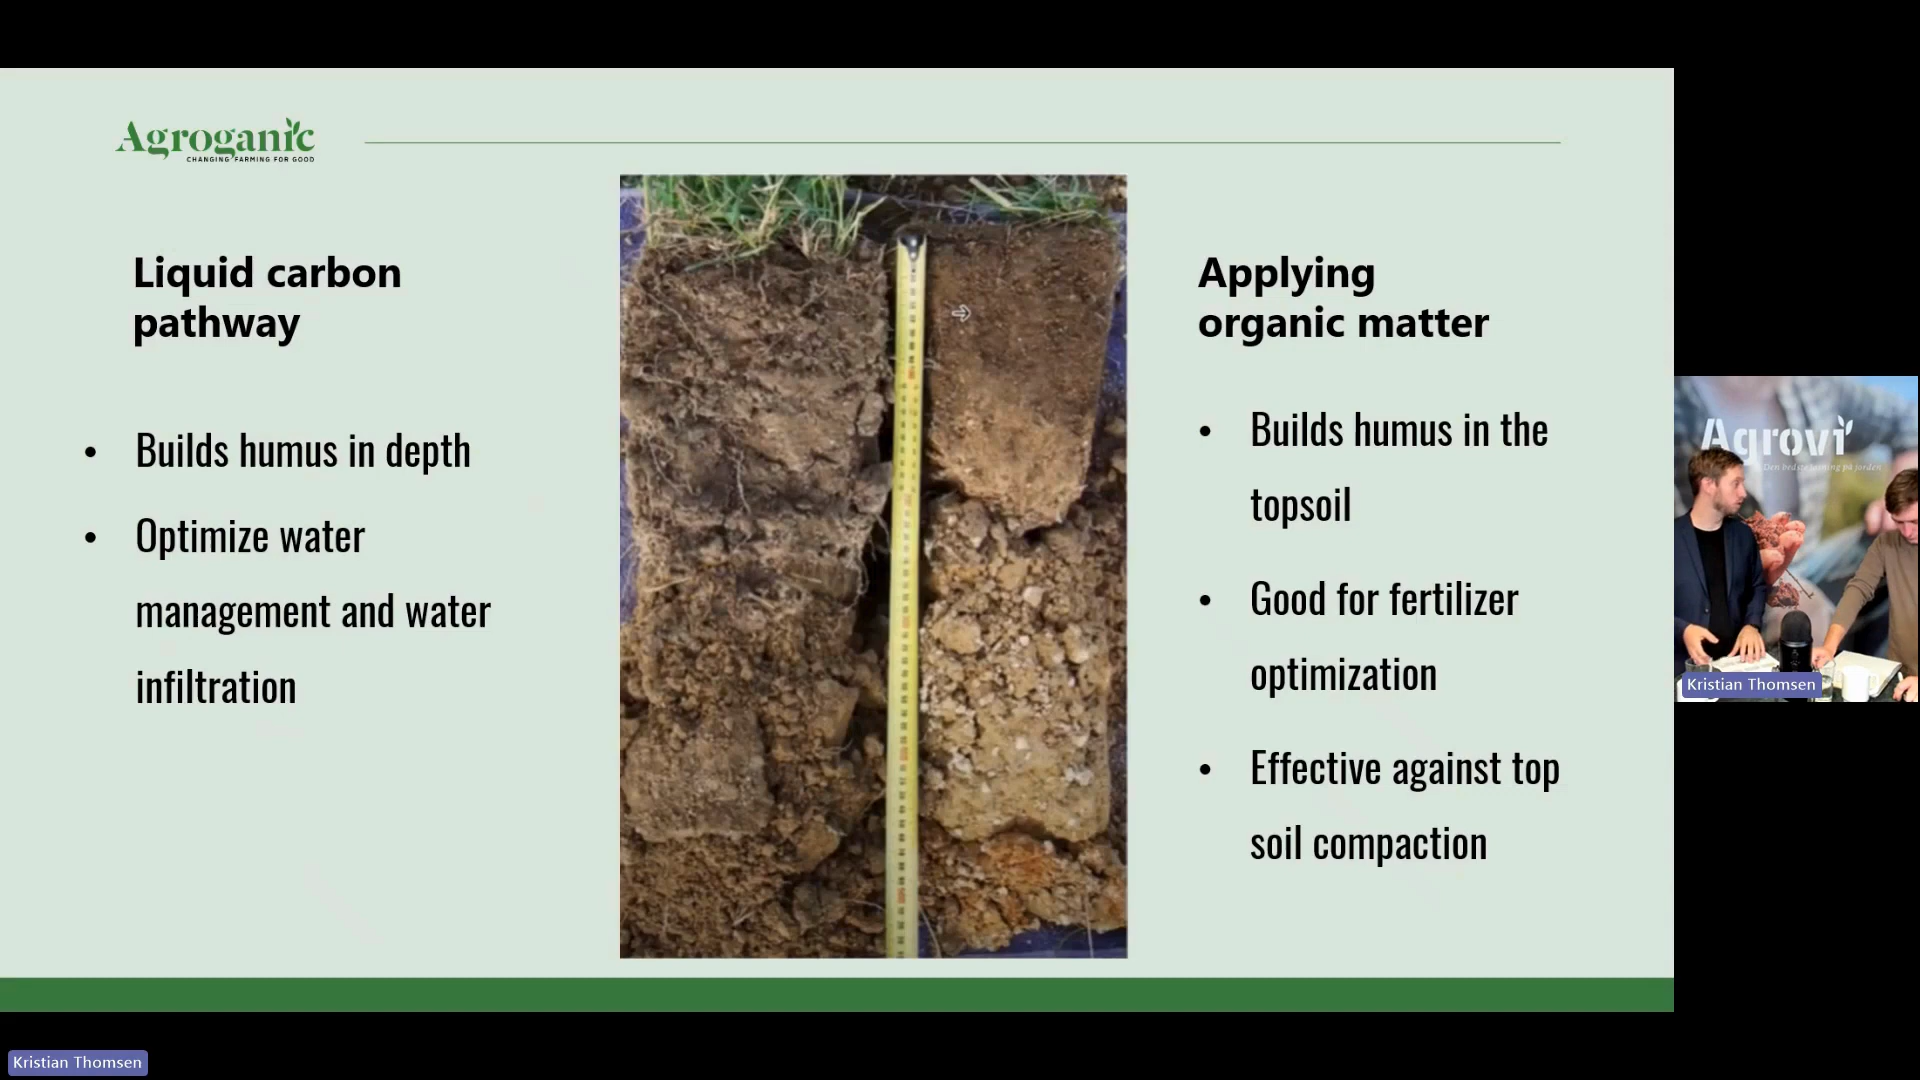 Agroganic
CHANGING FARMING FOR GOOD
Liquid carbon
pathway
Builds humus in depth
Optimize water
management and water
infiltration
Applying
organic matter
Builds humus in the
topsoil
Good for fertilizer
optimization
Effective against top
soil compaction
Agrovi
Kristian Thomsen
Kristian Thomsen